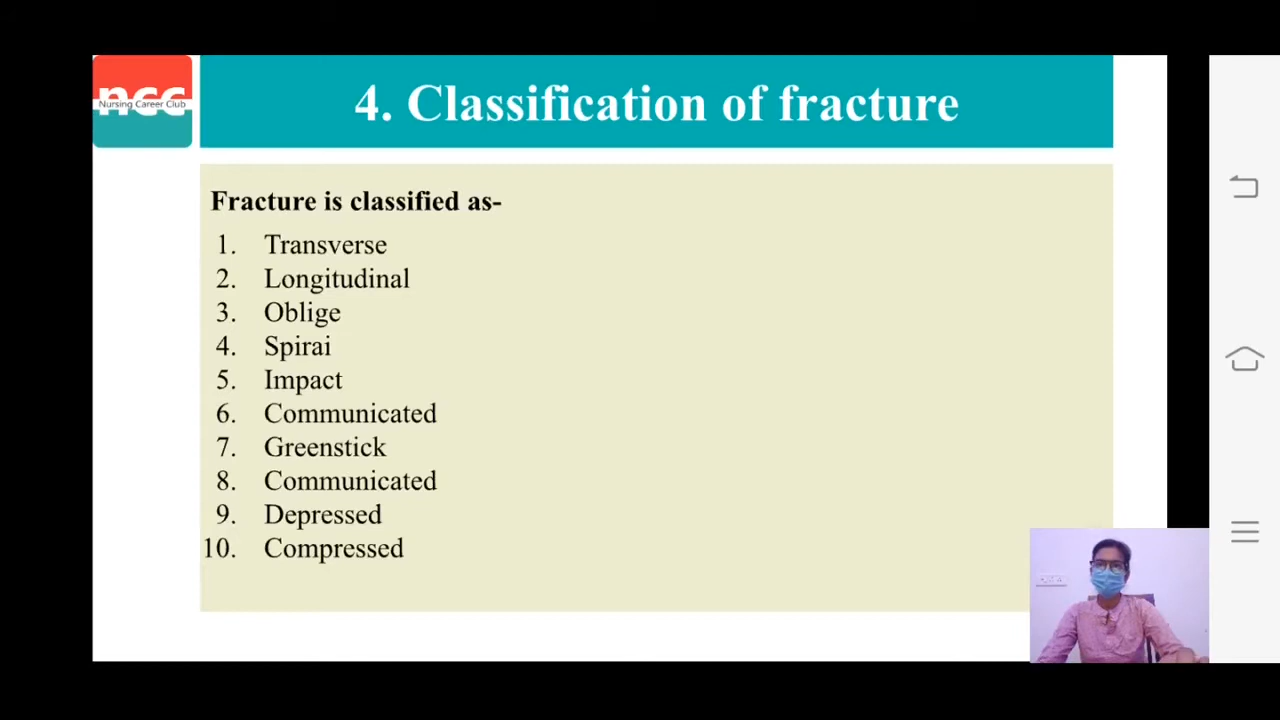 ncc
Nursing Career Club
4. Classification of fracture
Fracture is classified as-
1. Transverse
2. Longitudinal
3. Oblige
4. Spirai
5. Impact
6. Communicated
7. Greenstick
8. Communicated
9. Depressed
10. Compressed